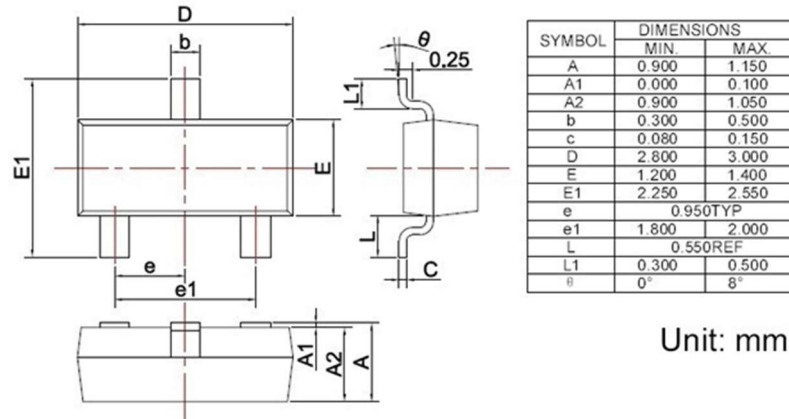 D
b
θ
0.25
L1
E1
E
L
e
C
e1
A1
A2
A
SYMBOL DIMENSIONS
MIN. MAX.
A 0.900 1.150
A1 0.000 0.100
A2 0.900 1.050
b 0.300 0.500
c 0.080 0.150
D 2.800 3.000
E 1.200 1.400
E1 2.250 2.550
e 0.950TYP
e1 1.800 2.000
L 0.550REF
L1 0.300 0.500
θ 0° 8°
Unit: mm